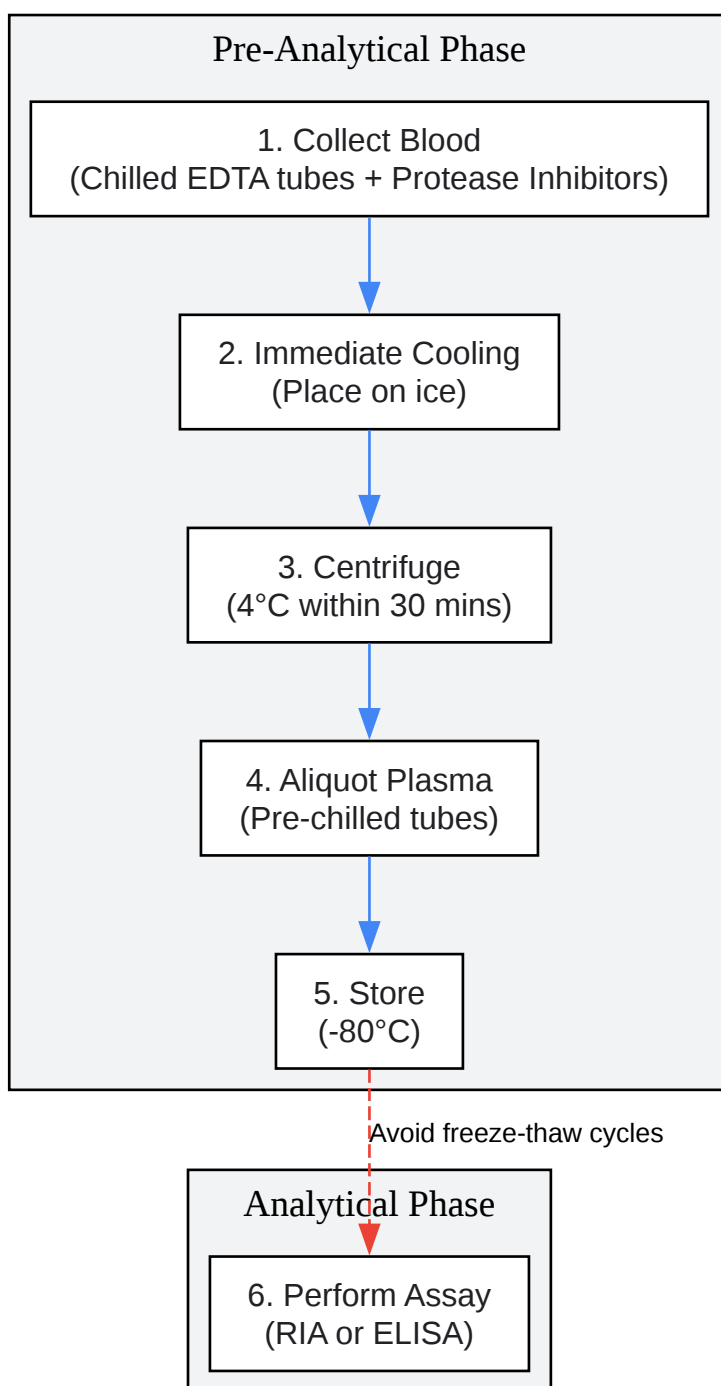 Pre-Analytical Phase
1. Collect Blood
(Chilled EDTA tubes + Protease Inhibitors)
2. Immediate Cooling
(Place on ice)
3. Centrifuge
(4°C within 30 mins)
4. Aliquot Plasma
(Pre-chilled tubes)
5. Store
(-80°C)
Avoid freeze-thaw cycles
Analytical Phase
6. Perform Assay
(RIA or ELISA)